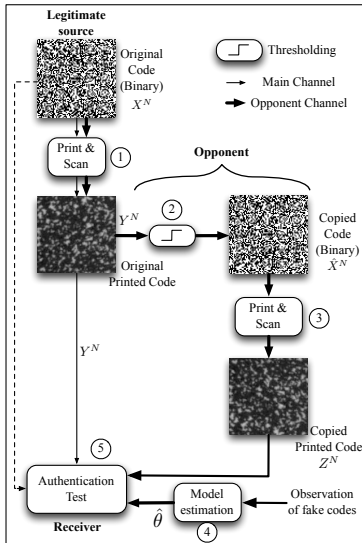 Legitimate
source
Original
Code
(Binary)
X^N
Thresholding
Main Channel
Opponent Channel
Print &
Scan
1
Opponent
Y^N
2
Original
Printed Code
Copied
Code
(Binary)
X̂^N
Print &
Scan
3
Y^N
Copied
Printed Code
Z^N
5
Authentication
Test
Receiver
θ̂
Model
estimation
4
Observation
of fake codes